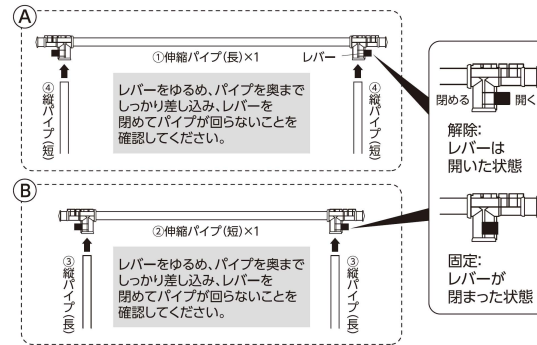 A
①伸縮パイプ(長)×1
レバー
④縦パイプ(短)
④縦パイプ(短)
レバーをゆるめ、パイプを奥まで
しっかり差し込み、レバーを
閉めてパイプが回らないことを
確認してください。
B
②伸縮パイプ(短)×1
③縦パイプ(長)
③縦パイプ(長)
レバーをゆるめ、パイプを奥まで
しっかり差し込み、レバーを
閉めてパイプが回らないことを
確認してください。
閉める
開く
解除:
レバーは
開いた状態
固定:
レバーが
閉まった状態